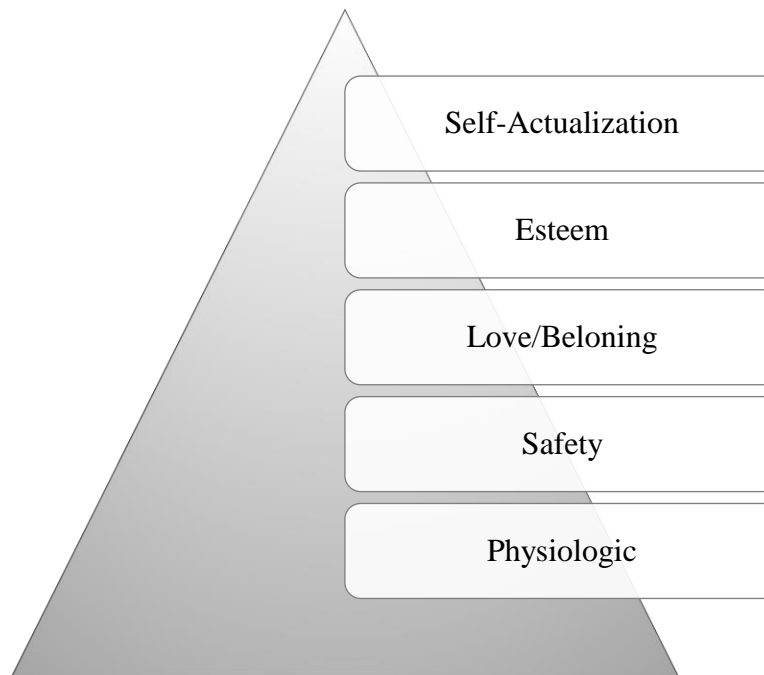 Self-Actualization
Esteem
Love/Beloning
Safety
Physiologic